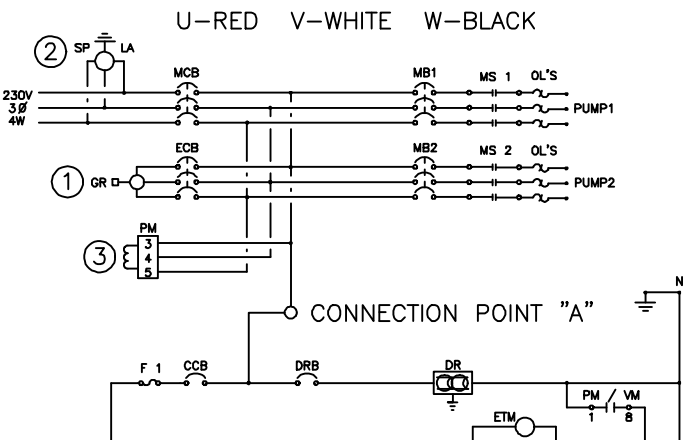 U-RED V-WHITE W-BLACK
2 SP LA
MCB MB1 MS 1 OL'S
230V
3Ø
4W
PUMP1
ECB MB2 MS 2 OL'S
1 GR PUMP2
PM
3
3 4
5
CONNECTION POINT "A"
N
F 1 CCB DRB DR
PM VM
1 8
ETM